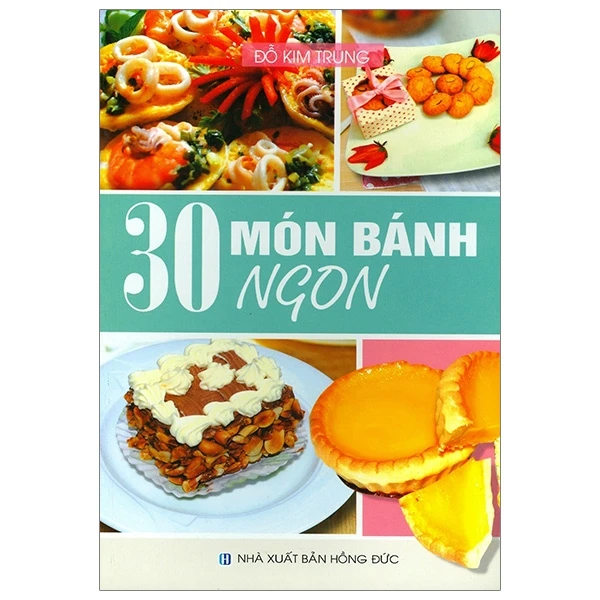 ĐỖ KIM TRUNG
30 MÓN BÁNH
NGON
NHÀ XUẤT BẢN HỒNG ĐỨC